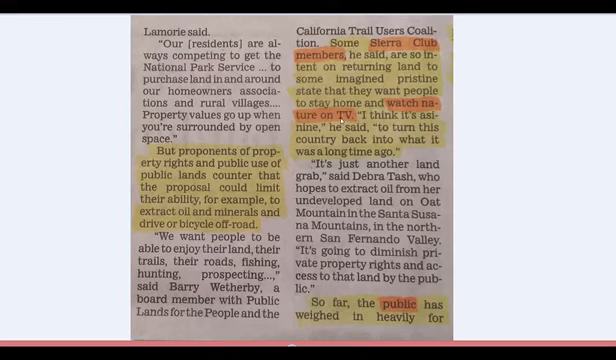 Lamorie said.
"Our [residents] are al-
ways competing to get the
National Park Service ... to
purchase land in and around
our homeowners associa-
tions and rural villages....
Property values go up when
you're surrounded by open
space."
But proponents of prop-
erty rights and public use of
public lands counter that
the proposal could limit
their ability, for example, to
extract oil and minerals and
drive or bicycle off-road.
"We want people to be
able to enjoy their land, their
trails, their roads, fishing,
hunting, prospecting...,"
said Barry Wetherby, a
board member with Public
Lands for the People and the
California Trail Users Coali-
tion. Some Sierra Club
members, he said, are so in-
tent on returning land to
some imagined pristine
state that they want people
to stay home and watch na-
ture on TV. "I think it's asi-
nine," he said, "to turn this
country back into what it
was a long time ago."
"It's just another land
grab," said Debra Tash, who
hopes to extract oil from her
undeveloped land on Oat
Mountain in the Santa Susa-
na Mountains, in the north-
ern San Fernando Valley.
"It's going to diminish pri-
vate property rights and ac-
cess to that land by the pub-
lic."
So far, the public has
weighed in heavily for